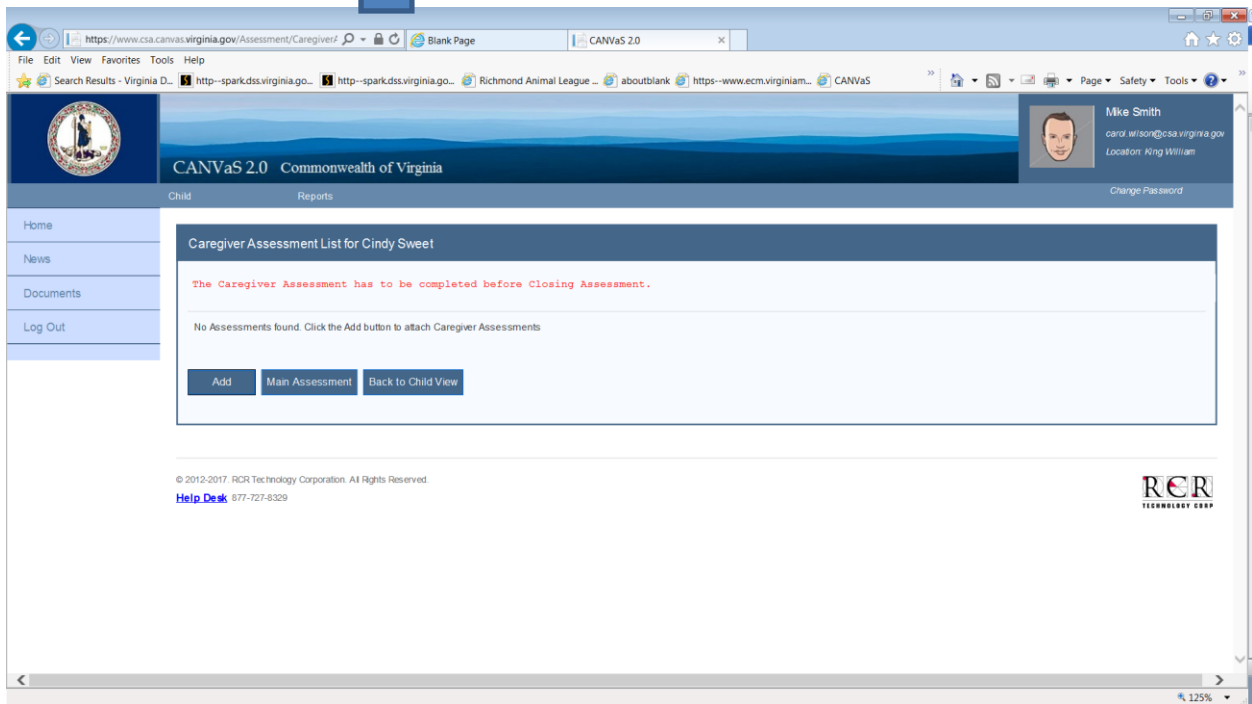 https://www.csa.canvas.virginia.gov/Assessment/Caregiver
Blank Page
CANVaS 2.0
File Edit View Favorites Tools Help
Search Results - Virginia D... http--spark.dss.virginia.go... http--spark.dss.virginia.go... Richmond Animal League ... aboutblank https--www.ecm.virginiam... CANVaS
Page Safety Tools
Mike Smith
carol.wilson@csa.virginia.gov
Location: King William
CANVaS 2.0 Commonwealth of Virginia
Child Reports Change Password
Home
News
Documents
Log Out
Caregiver Assessment List for Cindy Sweet
The Caregiver Assessment has to be completed before Closing Assessment.
No Assessments found. Click the Add button to attach Caregiver Assessments
Add Main Assessment Back to Child View
© 2012-2017. RCR Technology Corporation. All Rights Reserved.
Help Desk 877-727-8329
RCR
TECHNOLOGY CORP
125%